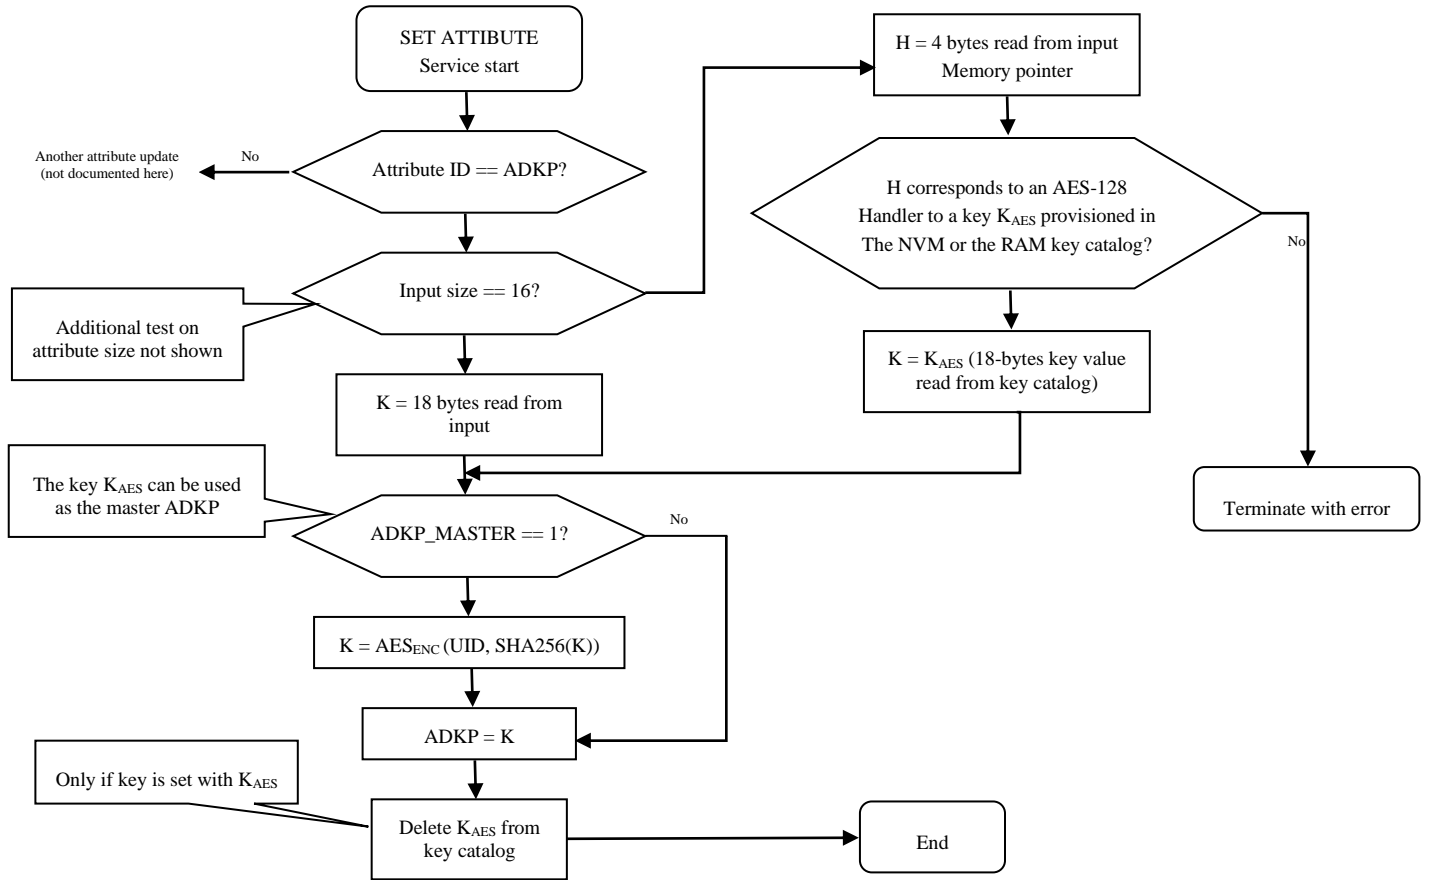 SET ATTIBUTE
Service start
Attribute ID == ADKP?
No
Another attribute update
(not documented here)
Input size == 16?
Additional test on
attribute size not shown
K = 18 bytes read from
input
H = 4 bytes read from input
Memory pointer
H corresponds to an AES-128
Handler to a key KAES provisioned in
The NVM or the RAM key catalog?
No
K = KAES (18-bytes key value
read from key catalog)
Terminate with error
The key KAES can be used
as the master ADKP
ADKP_MASTER == 1?
No
K = AESENC (UID, SHA256(K))
ADKP = K
Only if key is set with KAES
Delete KAES from
key catalog
End